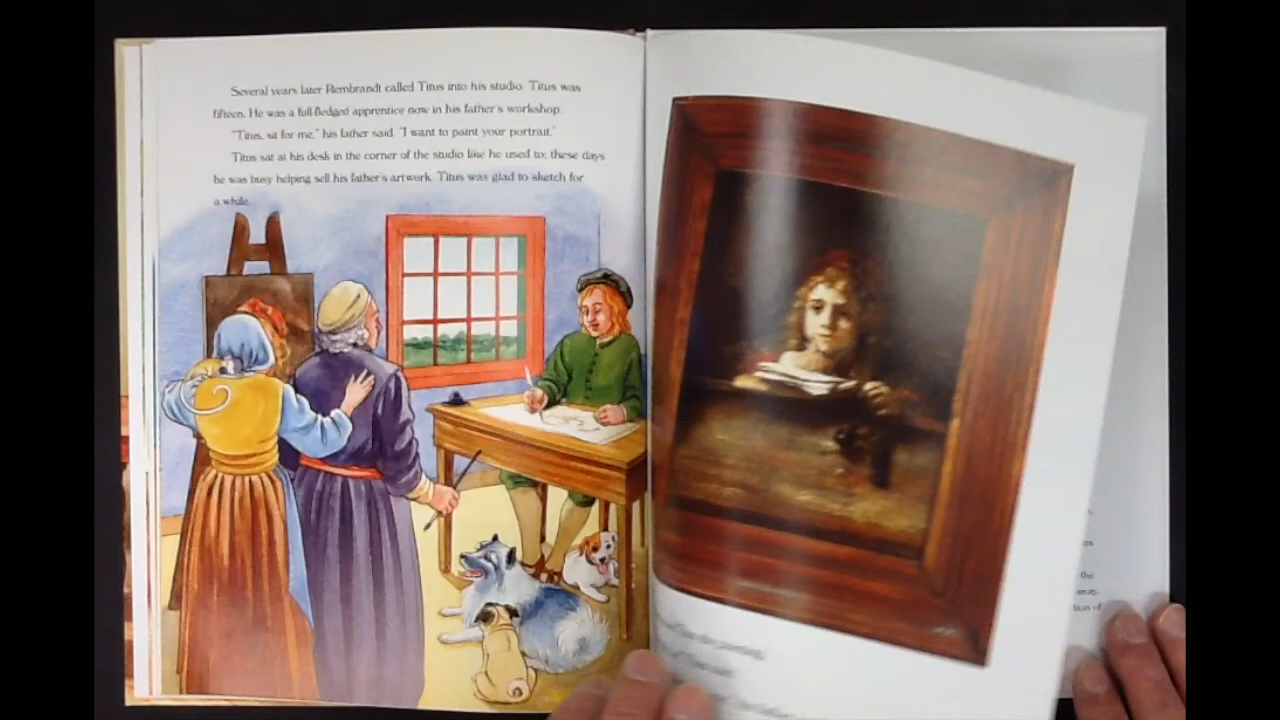 Several years later Rembrandt called Titus into his studio. Titus was
fifteen. He was a full-fledged apprentice now in his father's workshop.
"Titus, sit for me," his father said. "I want to paint your portrait."
Titus sat at his desk in the corner of the studio like he used to; these days
he was busy helping sell his father's artwork. Titus was glad to sketch for
a while.